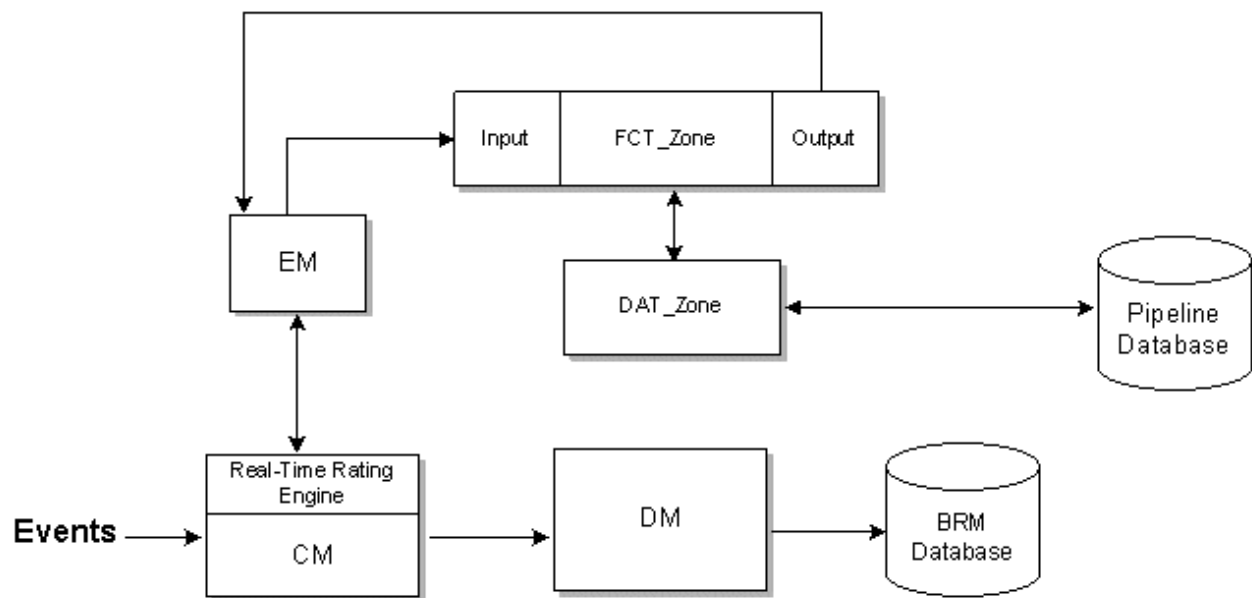 Input
FCT_Zone
Output
EM
DAT_Zone
Pipeline
Database
Real-Time Rating
Engine
Events
CM
DM
BRM
Database